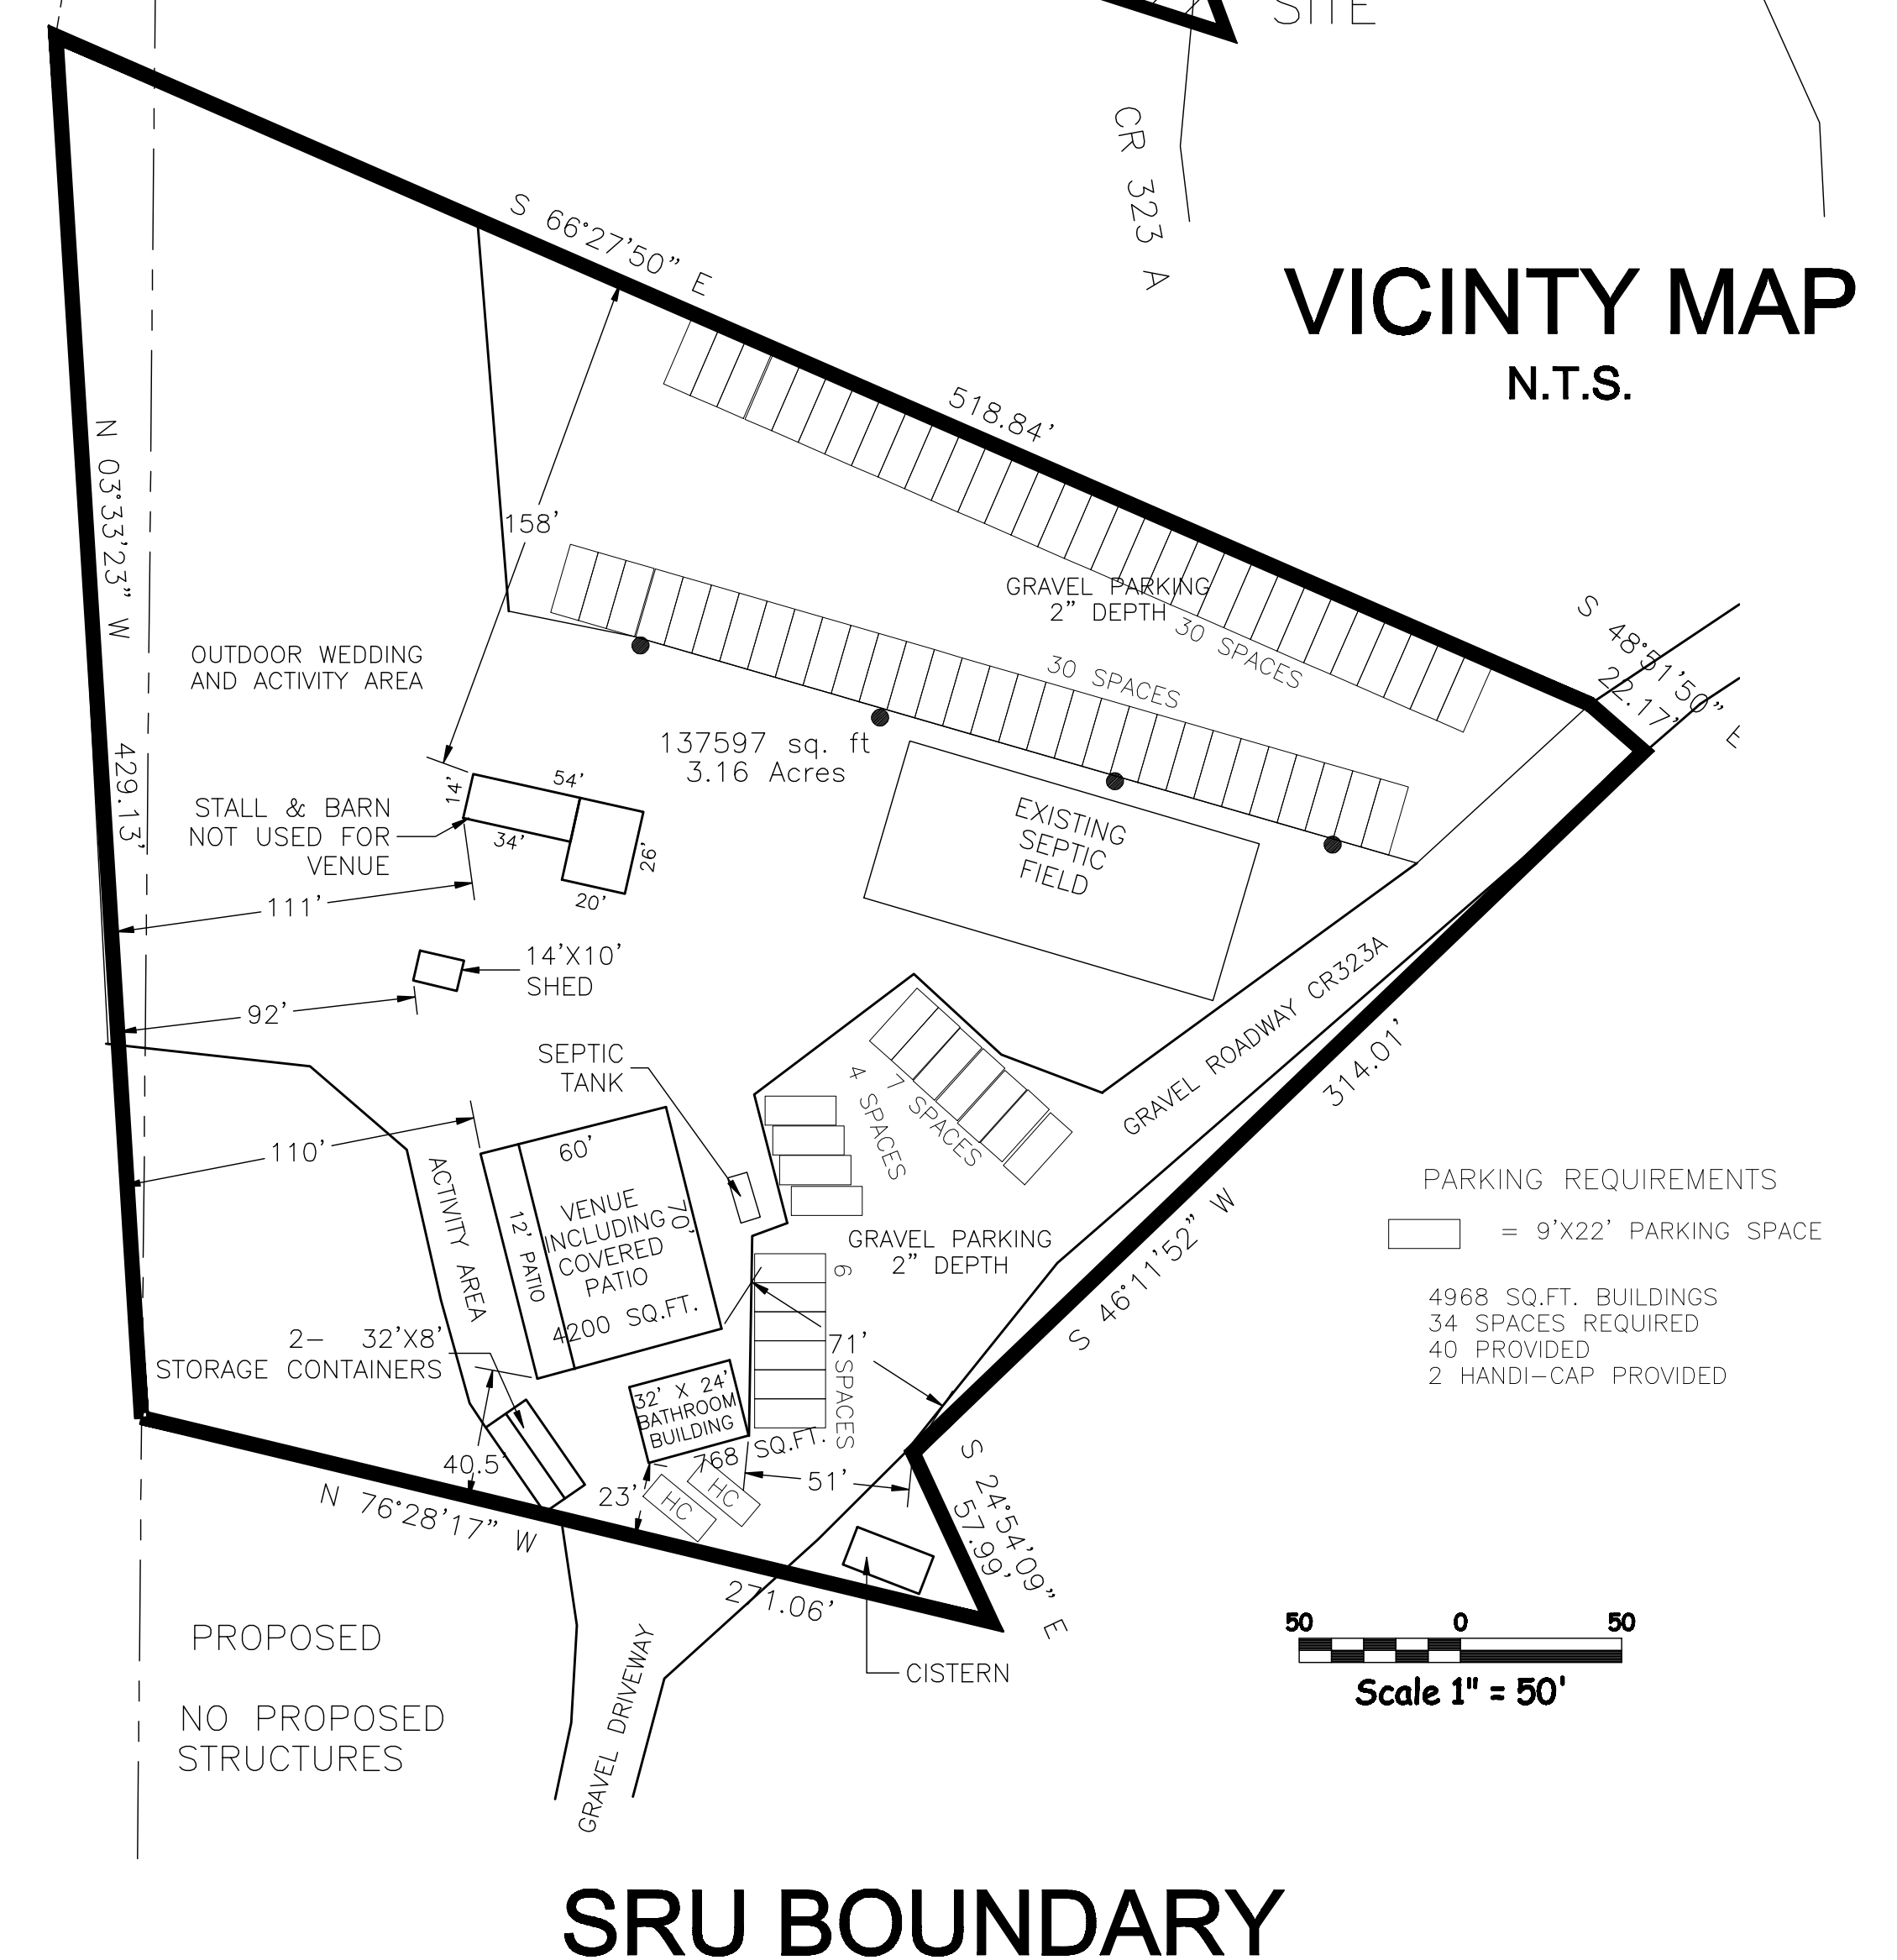 SITE
CR 323 A
VICINTY MAP
N.T.S.
S 66°27'50" E
518.84'
N 03°33'23" W
429.13'
158'
OUTDOOR WEDDING
AND ACTIVITY AREA
GRAVEL PARKING
2" DEPTH
30 SPACES
30 SPACES
S 48°51'50" E
22.17'
137597 sq. ft
3.16 Acres
14'
54'
34'
26'
20'
STALL & BARN
NOT USED FOR
VENUE
111'
EXISTING
SEPTIC
FIELD
14'X10'
SHED
92'
SEPTIC
TANK
4 SPACES
7 SPACES
GRAVEL ROADWAY CR323A
314.01'
S 46°11'52" W
110'
ACTIVITY AREA
60'
70'
12' PATIO
VENUE
INCLUDING
COVERED
PATIO
4200 SQ.FT.
GRAVEL PARKING
2" DEPTH
6 SPACES
71'
PARKING REQUIREMENTS
= 9'X22' PARKING SPACE
4968 SQ.FT. BUILDINGS
34 SPACES REQUIRED
40 PROVIDED
2 HANDI-CAP PROVIDED
2- 32'X8'
STORAGE CONTAINERS
32' X 24'
BATHROOM
BUILDING
768 SQ.FT.
40.5'
23'
HC
HC
51'
S 24°54'09" E
57.99'
N 76°28'17" W
271.06'
CISTERN
GRAVEL DRIVEWAY
PROPOSED
NO PROPOSED
STRUCTURES
50 0 50
Scale 1" = 50'
SRU BOUNDARY